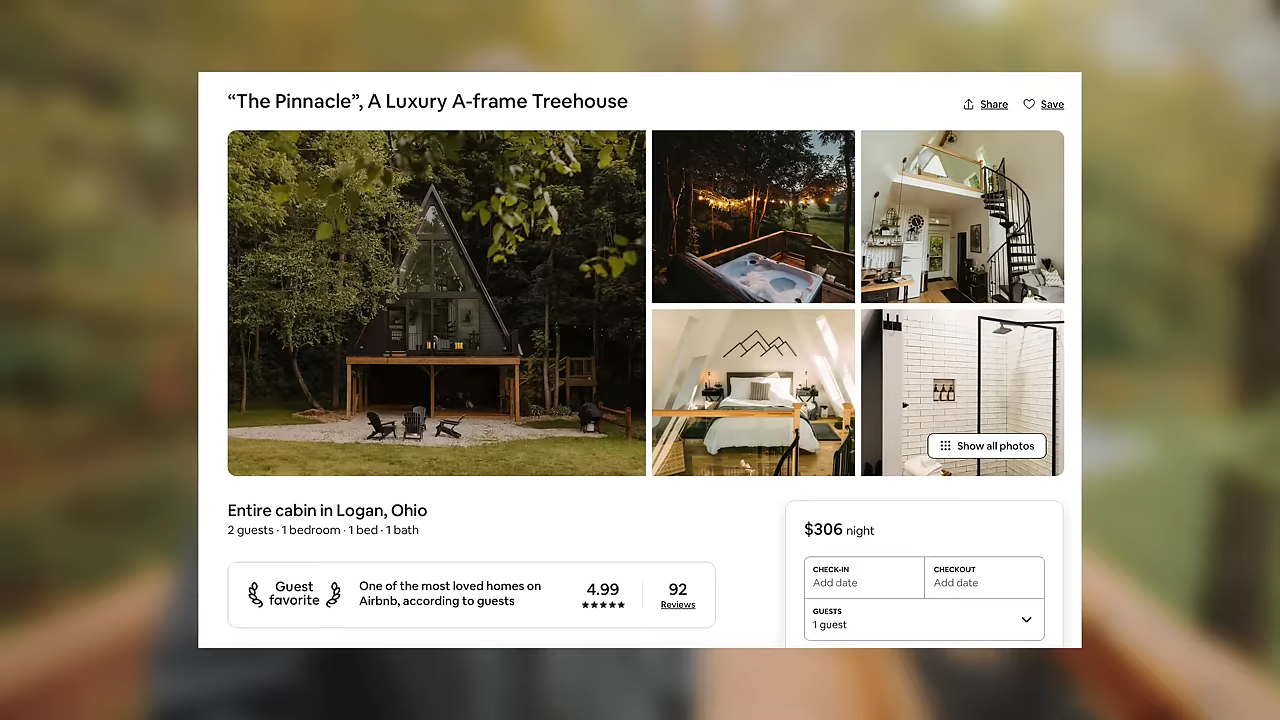 “The Pinnacle”, A Luxury A-frame Treehouse
Share
Save
Show all photos
Entire cabin in Logan, Ohio
2 guests · 1 bedroom · 1 bed · 1 bath
Guest favorite
One of the most loved homes on
Airbnb, according to guests
4.99
92
Reviews
$306 night
CHECK-IN
Add date
CHECKOUT
Add date
GUESTS
1 guest